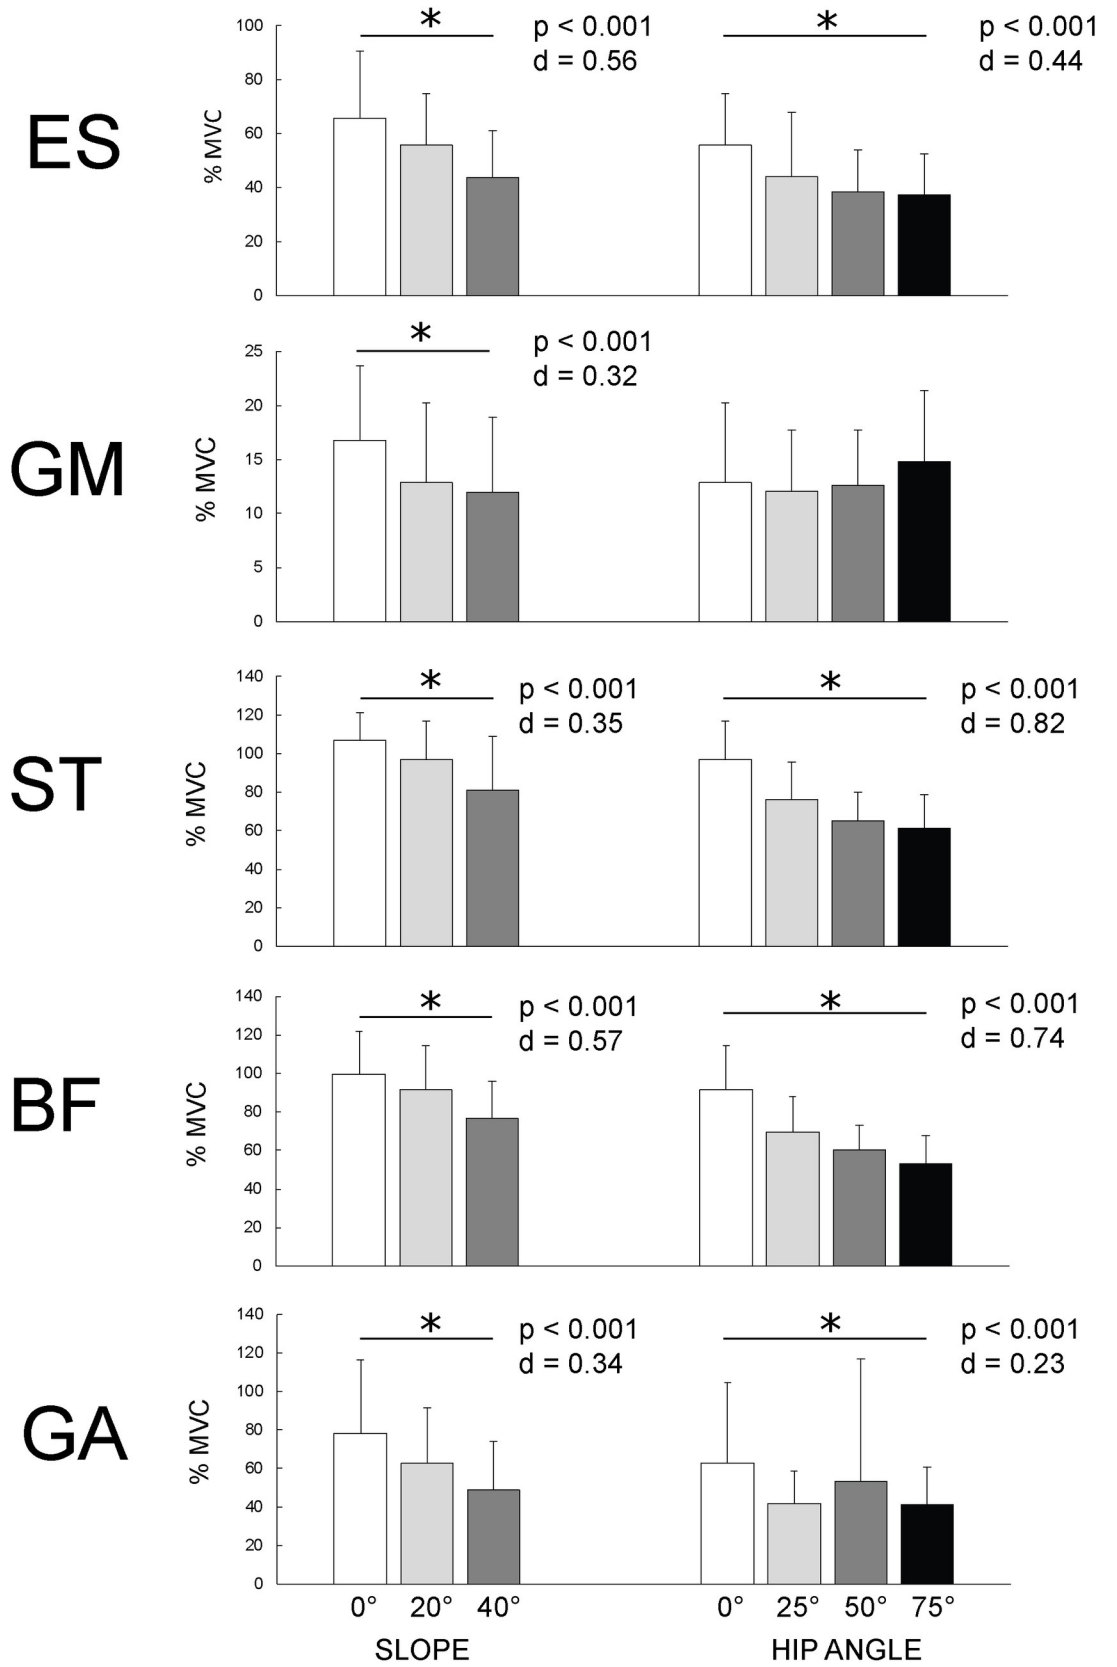 ES
% MVC
100
80
60
40
20
0
*
p < 0.001
d = 0.56
*
p < 0.001
d = 0.44
GM
% MVC
25
20
15
10
5
0
*
p < 0.001
d = 0.32
ST
% MVC
140
120
100
80
60
40
20
0
*
p < 0.001
d = 0.35
*
p < 0.001
d = 0.82
BF
% MVC
140
120
100
80
60
40
20
0
*
p < 0.001
d = 0.57
*
p < 0.001
d = 0.74
GA
% MVC
140
120
100
80
60
40
20
0
*
p < 0.001
d = 0.34
*
p < 0.001
d = 0.23
0° 20° 40°
SLOPE
0° 25° 50° 75°
HIP ANGLE